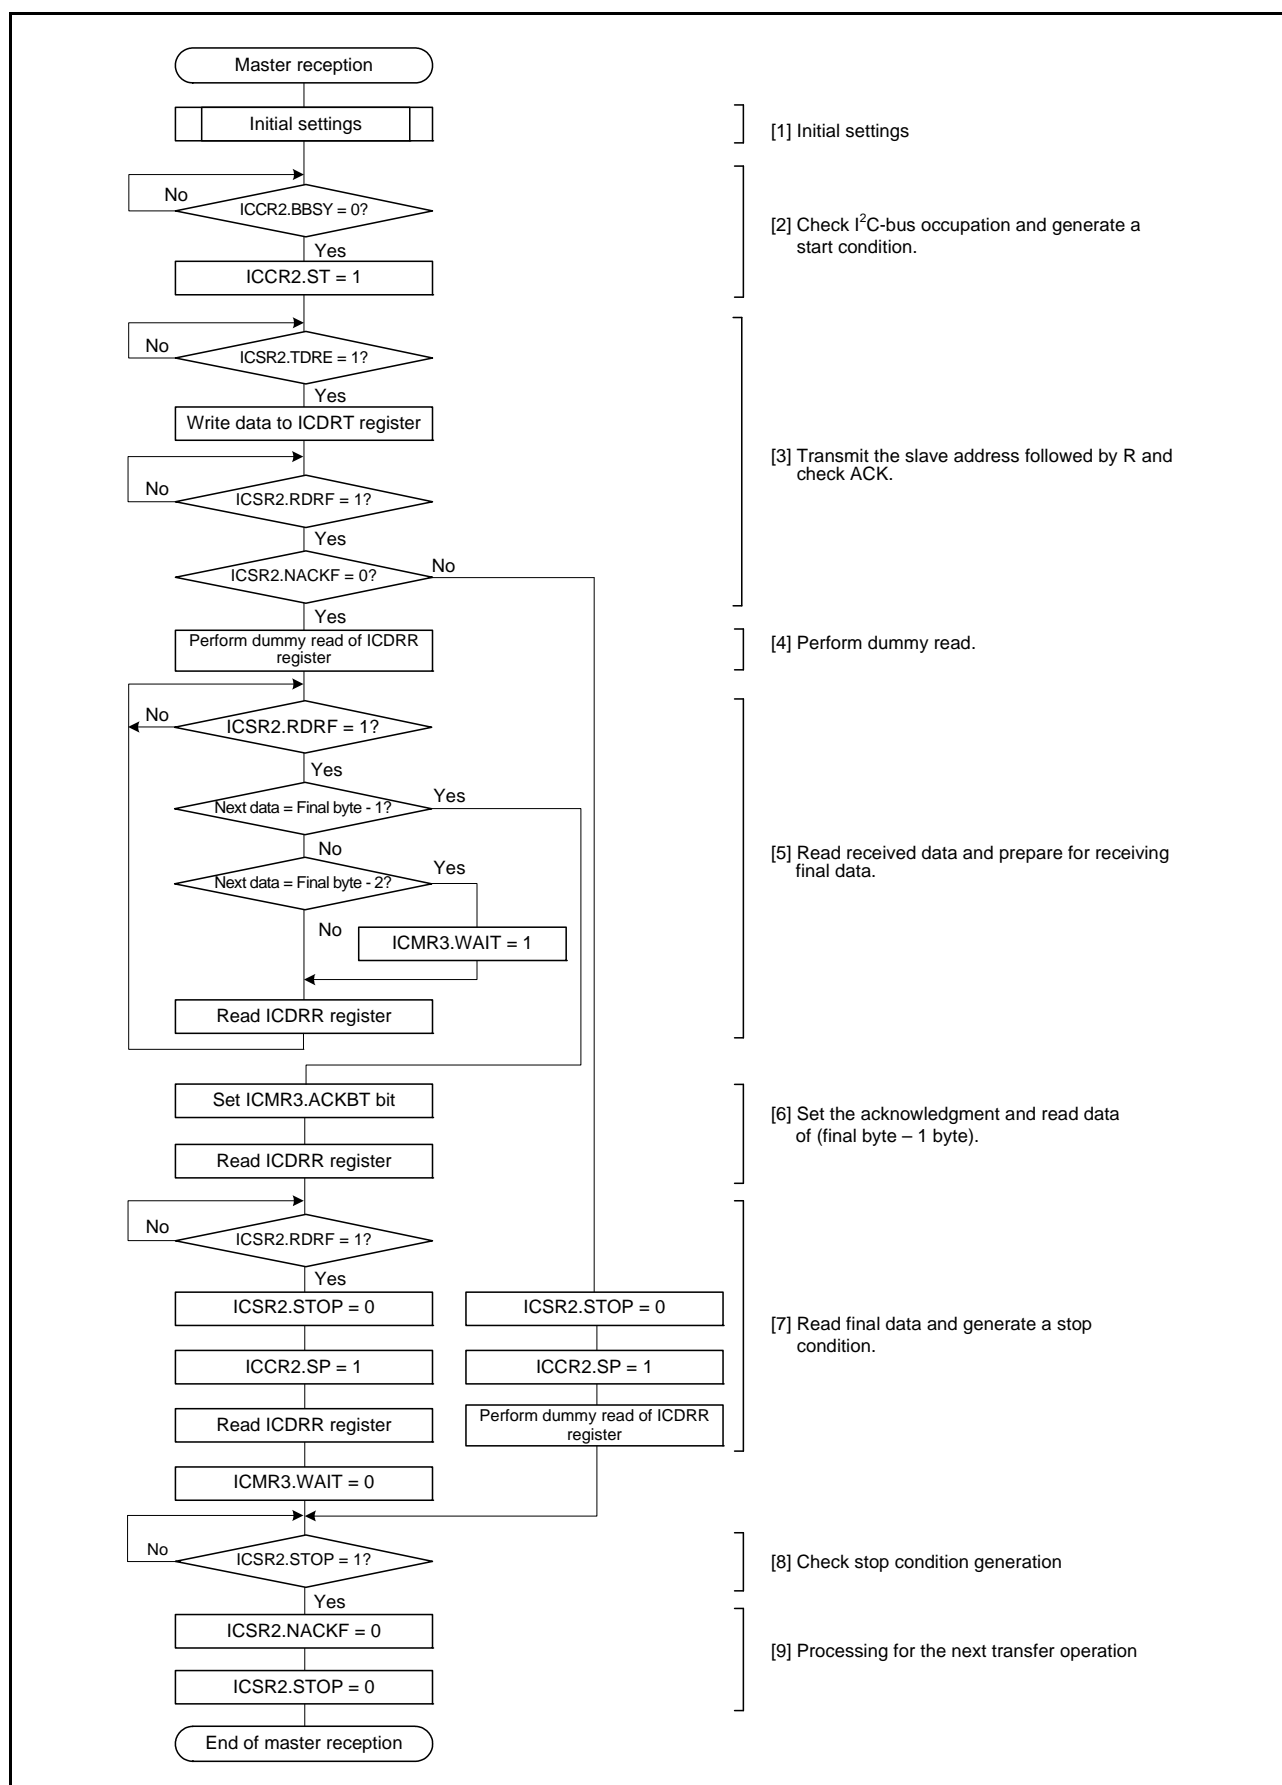 Master reception
Initial settings
[1] Initial settings
No
ICCR2.BBSY = 0?
Yes
ICCR2.ST = 1
[2] Check I²C-bus occupation and generate a
start condition.
No
ICSR2.TDRE = 1?
Yes
Write data to ICDRT register
No
ICSR2.RDRF = 1?
Yes
ICSR2.NACKF = 0?
No
Yes
[3] Transmit the slave address followed by R and
check ACK.
Perform dummy read of ICDRR
register
[4] Perform dummy read.
No
ICSR2.RDRF = 1?
Yes
Next data = Final byte - 1?
Yes
No
Next data = Final byte - 2?
Yes
No
ICMR3.WAIT = 1
Read ICDRR register
[5] Read received data and prepare for receiving
final data.
Set ICMR3.ACKBT bit
Read ICDRR register
[6] Set the acknowledgment and read data
of (final byte – 1 byte).
No
ICSR2.RDRF = 1?
Yes
ICSR2.STOP = 0
ICCR2.SP = 1
Read ICDRR register
ICMR3.WAIT = 0
ICSR2.STOP = 0
ICCR2.SP = 1
Perform dummy read of ICDRR
register
[7] Read final data and generate a stop
condition.
No
ICSR2.STOP = 1?
Yes
[8] Check stop condition generation
ICSR2.NACKF = 0
ICSR2.STOP = 0
[9] Processing for the next transfer operation
End of master reception